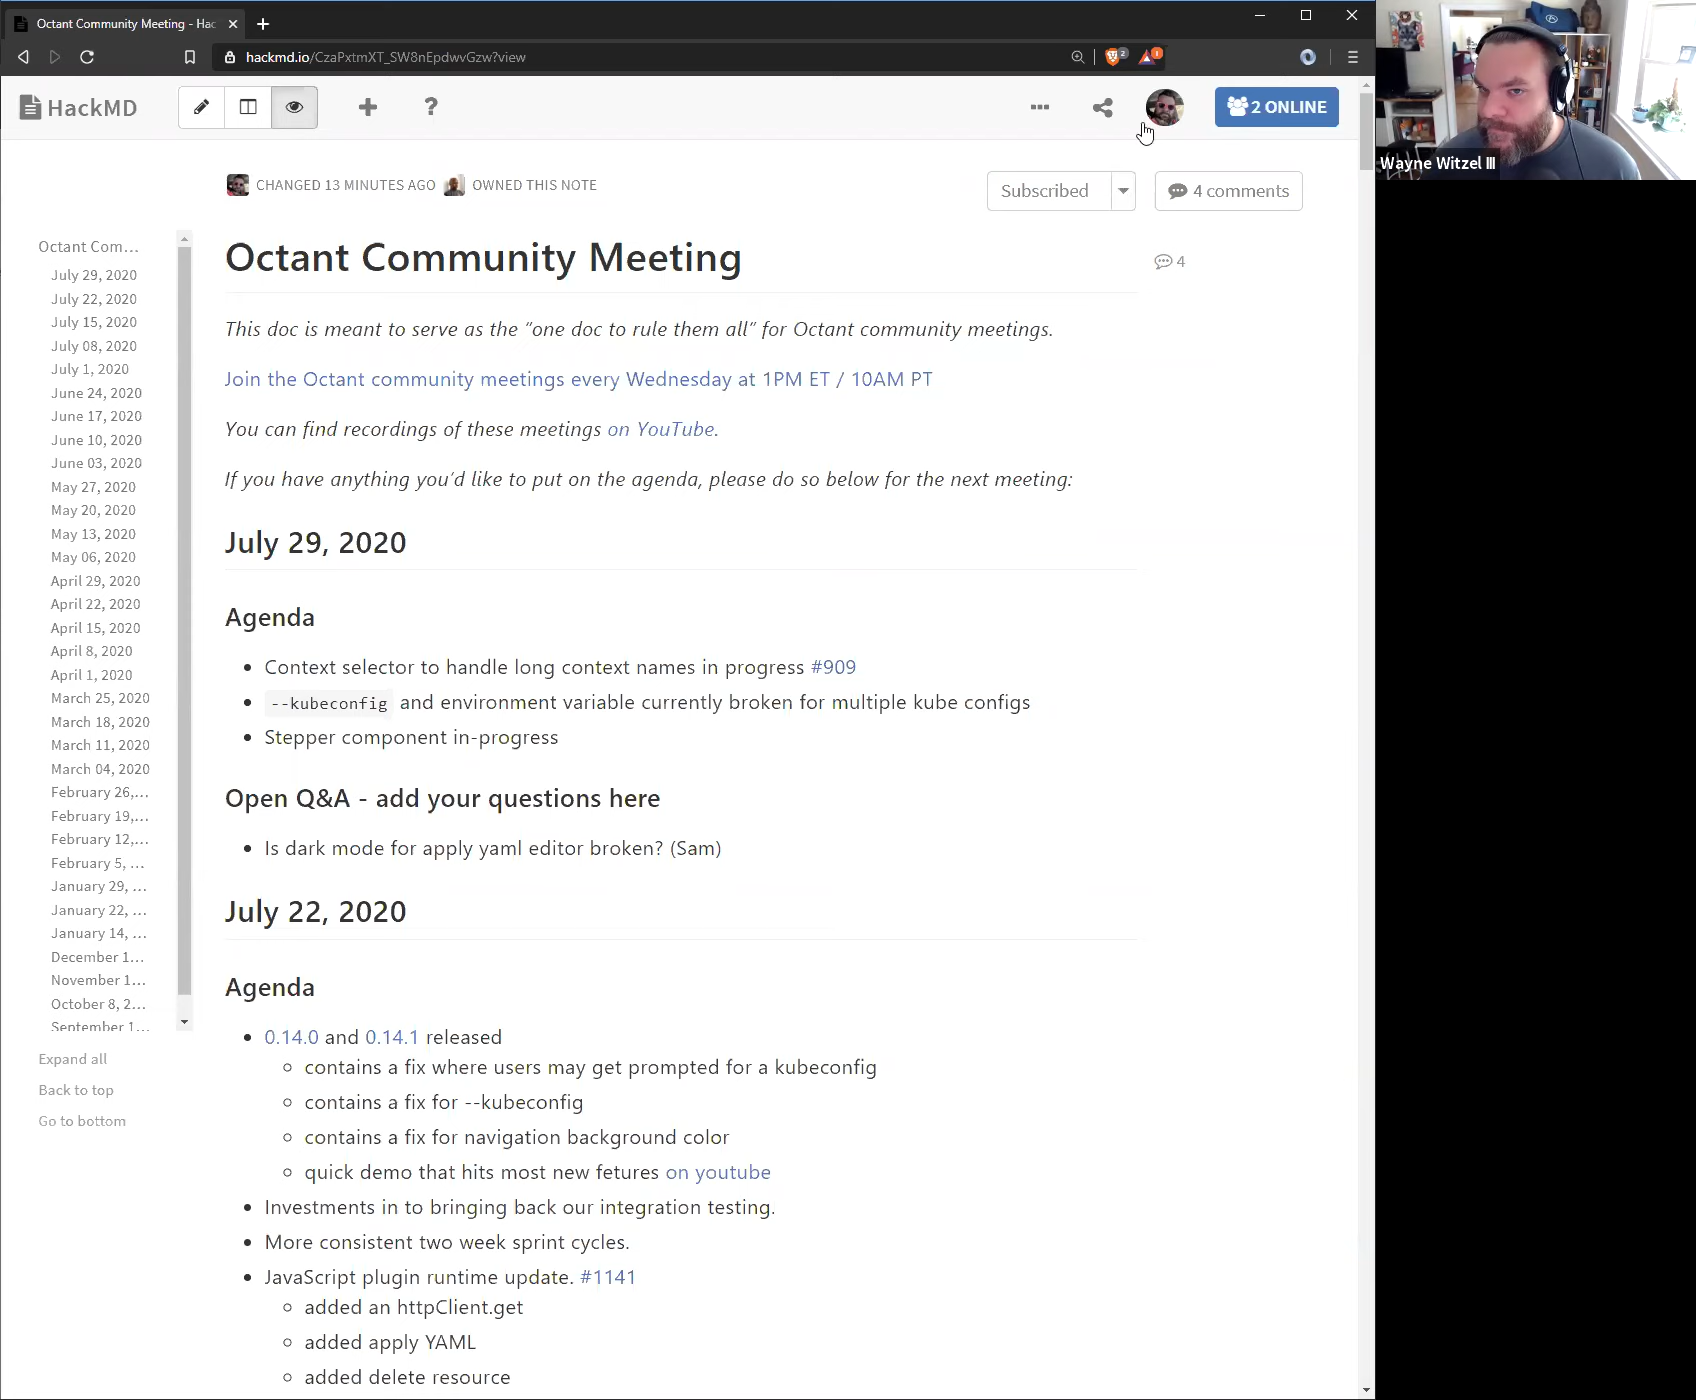 Octant Community Meeting - Hac
hackmd.io/CzaPxtmXT_SW8nEpdwvGzw?view
2
1
HackMD
2 ONLINE
Wayne Witzel III
CHANGED 13 MINUTES AGO OWNED THIS NOTE
Subscribed
4 comments
4
Octant Com...
July 29, 2020
July 22, 2020
July 15, 2020
July 08, 2020
July 1, 2020
June 24, 2020
June 17, 2020
June 10, 2020
June 03, 2020
May 27, 2020
May 20, 2020
May 13, 2020
May 06, 2020
April 29, 2020
April 22, 2020
April 15, 2020
April 8, 2020
April 1, 2020
March 25, 2020
March 18, 2020
March 11, 2020
March 04, 2020
February 26,...
February 19,...
February 12,...
February 5, ...
January 29, ...
January 22, ...
January 14, ...
December 1...
November 1...
October 8, 2...
September 1...
Expand all
Back to top
Go to bottom
Octant Community Meeting
This doc is meant to serve as the “one doc to rule them all” for Octant community meetings.
Join the Octant community meetings every Wednesday at 1PM ET / 10AM PT
You can find recordings of these meetings on YouTube.
If you have anything you’d like to put on the agenda, please do so below for the next meeting:
July 29, 2020
Agenda
• Context selector to handle long context names in progress #909
• --kubeconfig and environment variable currently broken for multiple kube configs
• Stepper component in-progress
Open Q&A - add your questions here
• Is dark mode for apply yaml editor broken? (Sam)
July 22, 2020
Agenda
• 0.14.0 and 0.14.1 released
◦ contains a fix where users may get prompted for a kubeconfig
◦ contains a fix for --kubeconfig
◦ contains a fix for navigation background color
◦ quick demo that hits most new fetures on youtube
• Investments in to bringing back our integration testing.
• More consistent two week sprint cycles.
• JavaScript plugin runtime update. #1141
◦ added an httpClient.get
◦ added apply YAML
◦ added delete resource